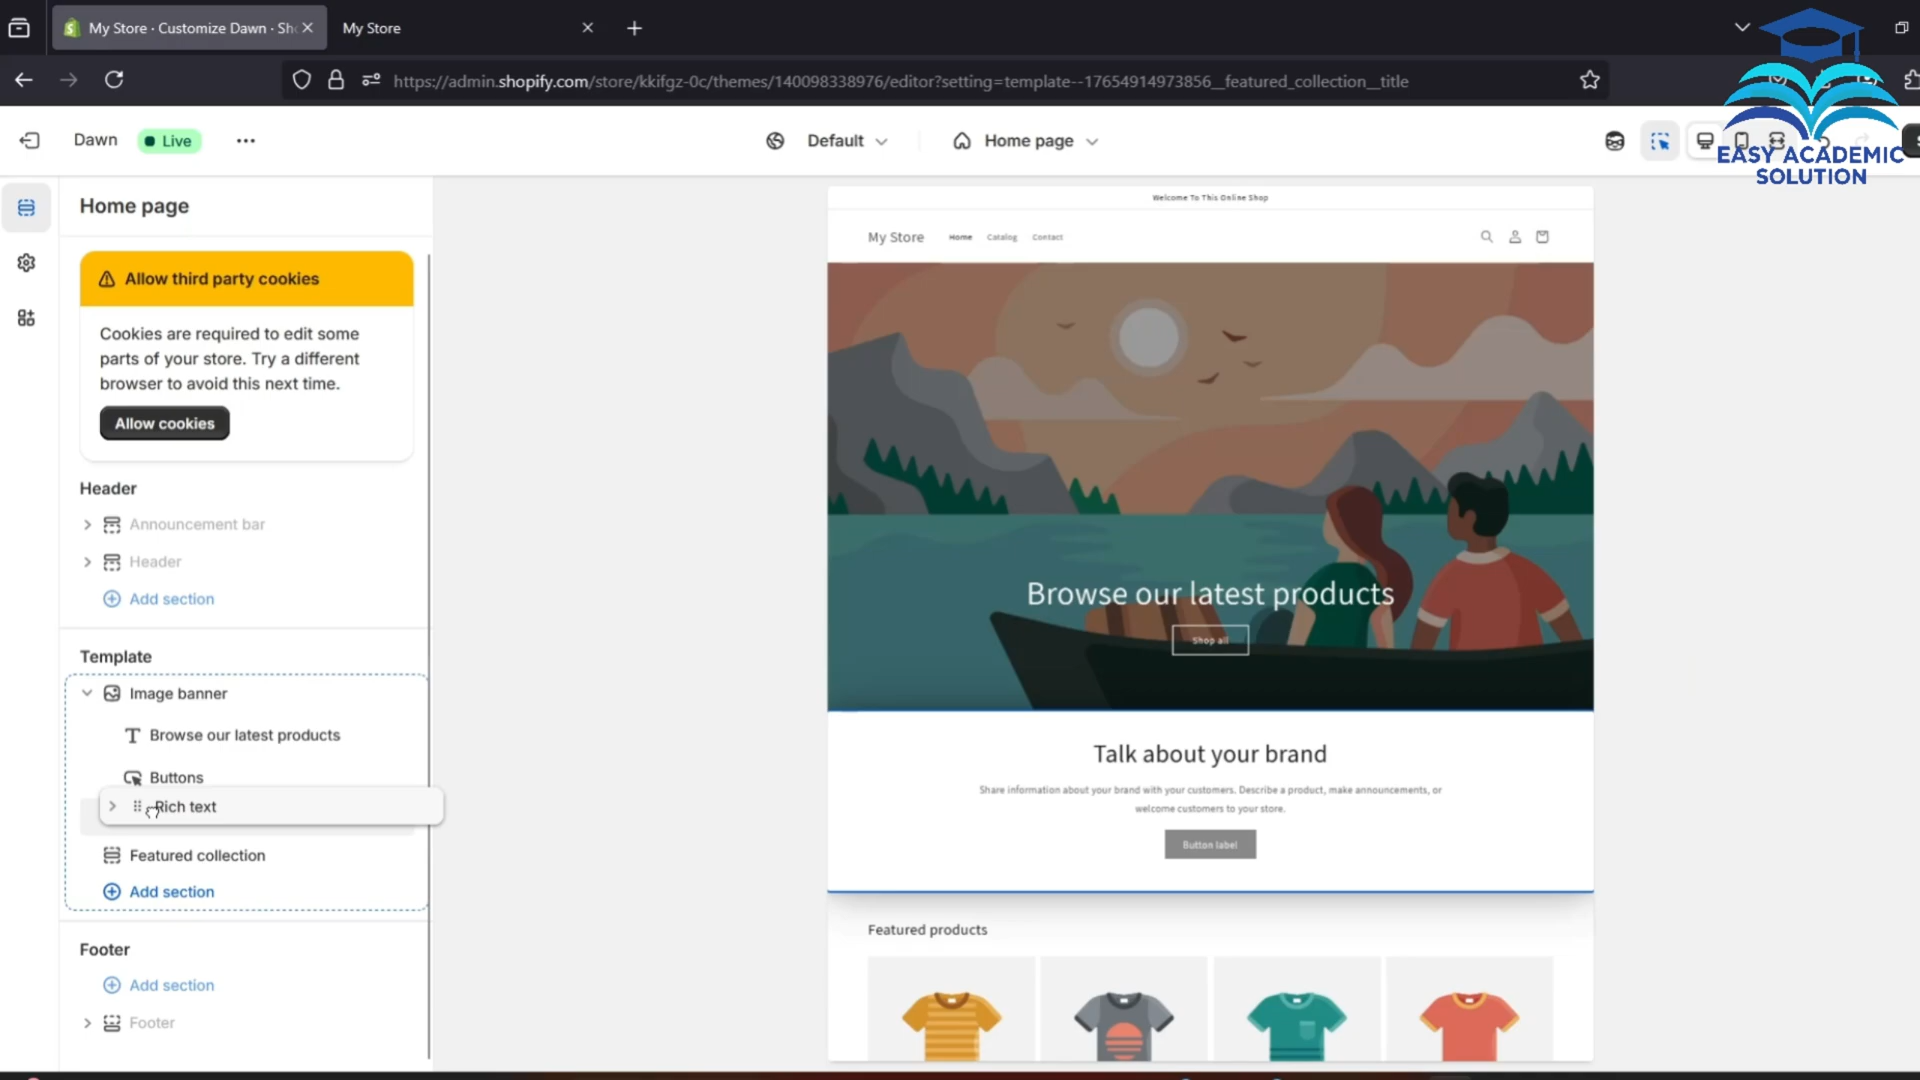 My Store · Customize Dawn · Sh
My Store
https://admin.shopify.com/store/kkifgz-0c/themes/140098338976/editor?setting=template--17654914973856__featured_collection__title
Dawn
Live
Default
Home page
EASY ACADEMIC
SOLUTION
Home page
Allow third party cookies
Cookies are required to edit some
parts of your store. Try a different
browser to avoid this next time.
Allow cookies
Header
Announcement bar
Header
Add section
Template
Image banner
Browse our latest products
Buttons
Rich text
Featured collection
Add section
Footer
Add section
Footer
Welcome To This Online Shop
My Store
Home
Catalog
Contact
Browse our latest products
Shop all
Talk about your brand
Share information about your brand with your customers. Describe a product, make announcements, or
welcome customers to your store.
Button label
Featured products